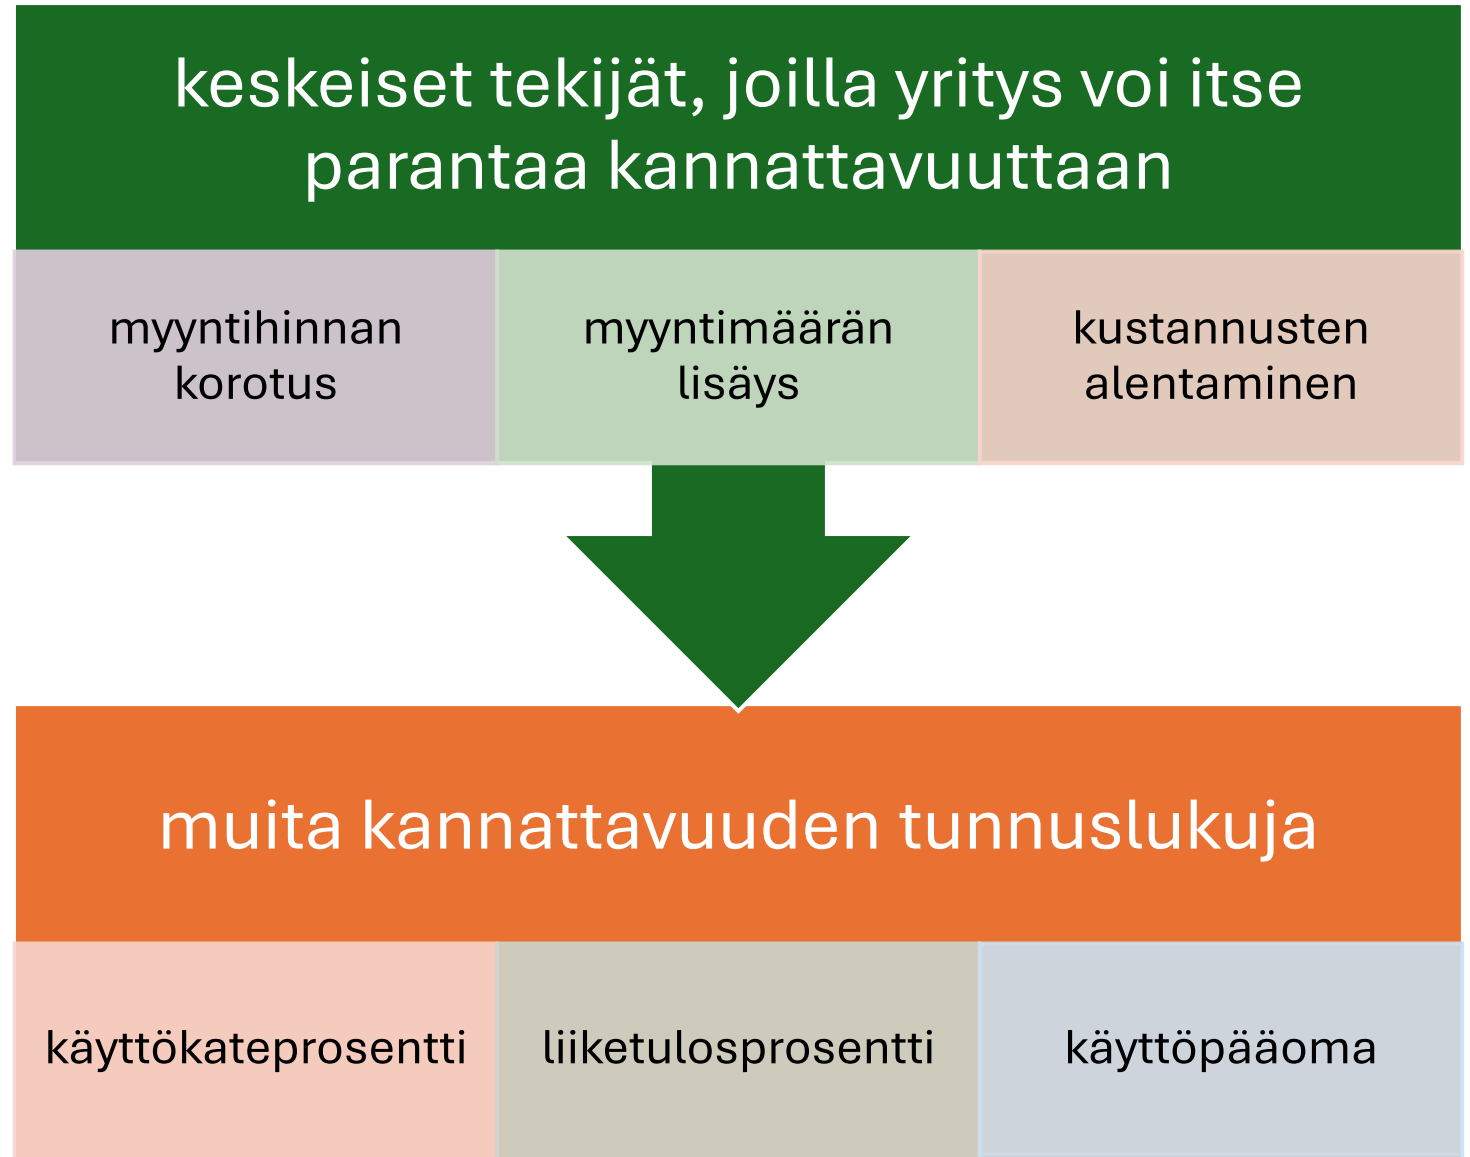 keskeiset tekijät, joilla yritys voi itse
parantaa kannattavuuttaan
myyntihinnan
korotus
myyntimäärän
lisäys
kustannusten
alentaminen
muita kannattavuuden tunnuslukuja
käyttökateprosentti
liiketulosprosentti
käyttöpääoma